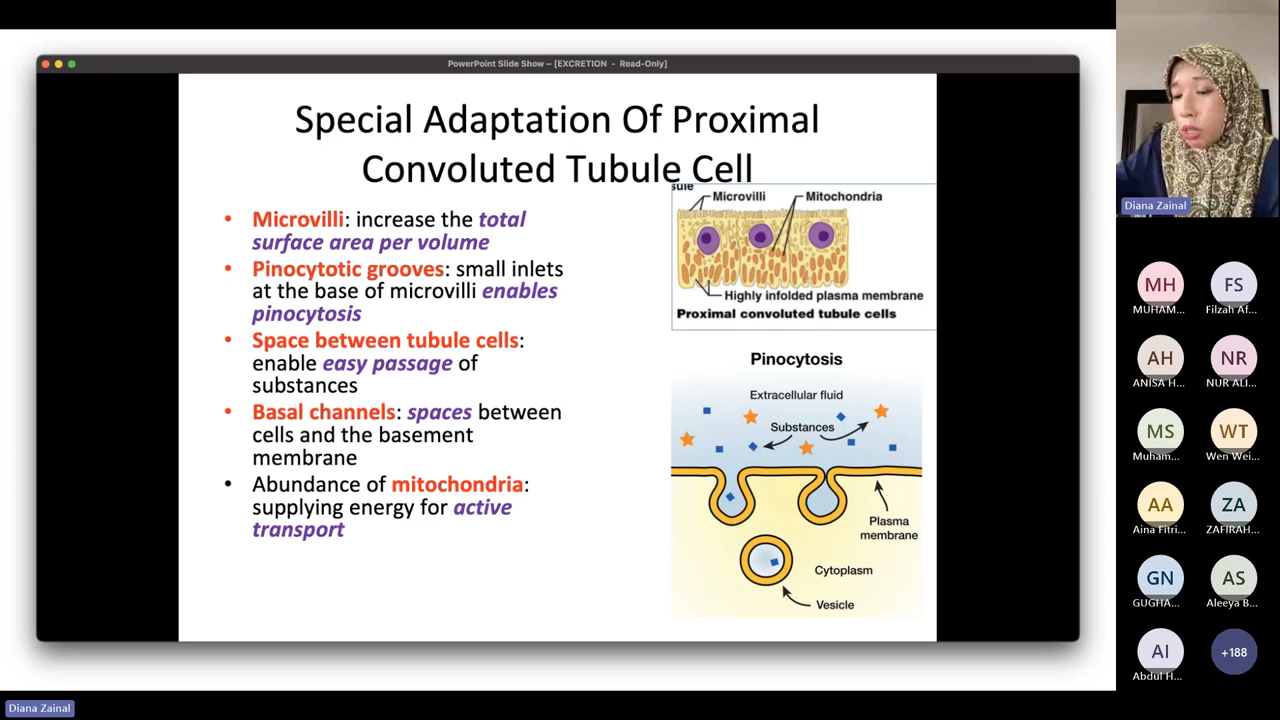 PowerPoint Slide Show – [EXCRETION - Read-Only]
Special Adaptation Of Proximal
Convoluted Tubule Cell
• Microvilli: increase the total
surface area per volume
• Pinocytotic grooves: small inlets
at the base of microvilli enables
pinocytosis
• Space between tubule cells:
enable easy passage of
substances
• Basal channels: spaces between
cells and the basement
membrane
• Abundance of mitochondria:
supplying energy for active
transport
sule
Microvilli
Mitochondria
Highly infolded plasma membrane
Proximal convoluted tubule cells
Pinocytosis
Extracellular fluid
Substances
Plasma
membrane
Cytoplasm
Vesicle
Diana Zainal
MH
MUHAM...
FS
Filzah Af...
AH
ANISA H...
NR
NUR ALI...
MS
Muham...
WT
Wen Wei...
AA
Aina Fitri...
ZA
ZAFIRAH...
GN
GUGHA...
AS
Aleeya B...
AI
Abdul H...
+188
Diana Zainal